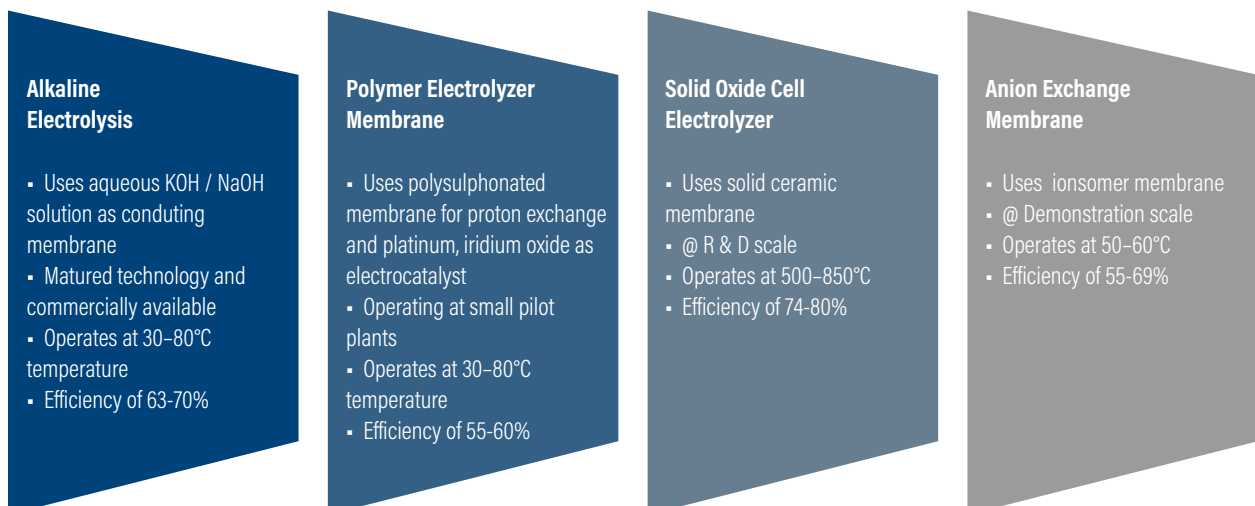 Alkaline
Electrolysis
▪ Uses aqueous KOH / NaOH
solution as conduting
membrane
▪ Matured technology and
commercially available
▪ Operates at 30–80°C
temperature
▪ Efficiency of 63-70%
Polymer Electrolyzer
Membrane
▪ Uses polysulphonated
membrane for proton exchange
and platinum, iridium oxide as
electrocatalyst
▪ Operating at small pilot
plants
▪ Operates at 30–80°C
temperature
▪ Efficiency of 55-60%
Solid Oxide Cell
Electrolyzer
▪ Uses solid ceramic
membrane
▪ @ R & D scale
▪ Operates at 500–850°C
▪ Efficiency of 74-80%
Anion Exchange
Membrane
▪ Uses ionsomer membrane
▪ @ Demonstration scale
▪ Operates at 50–60°C
▪ Efficiency of 55-69%